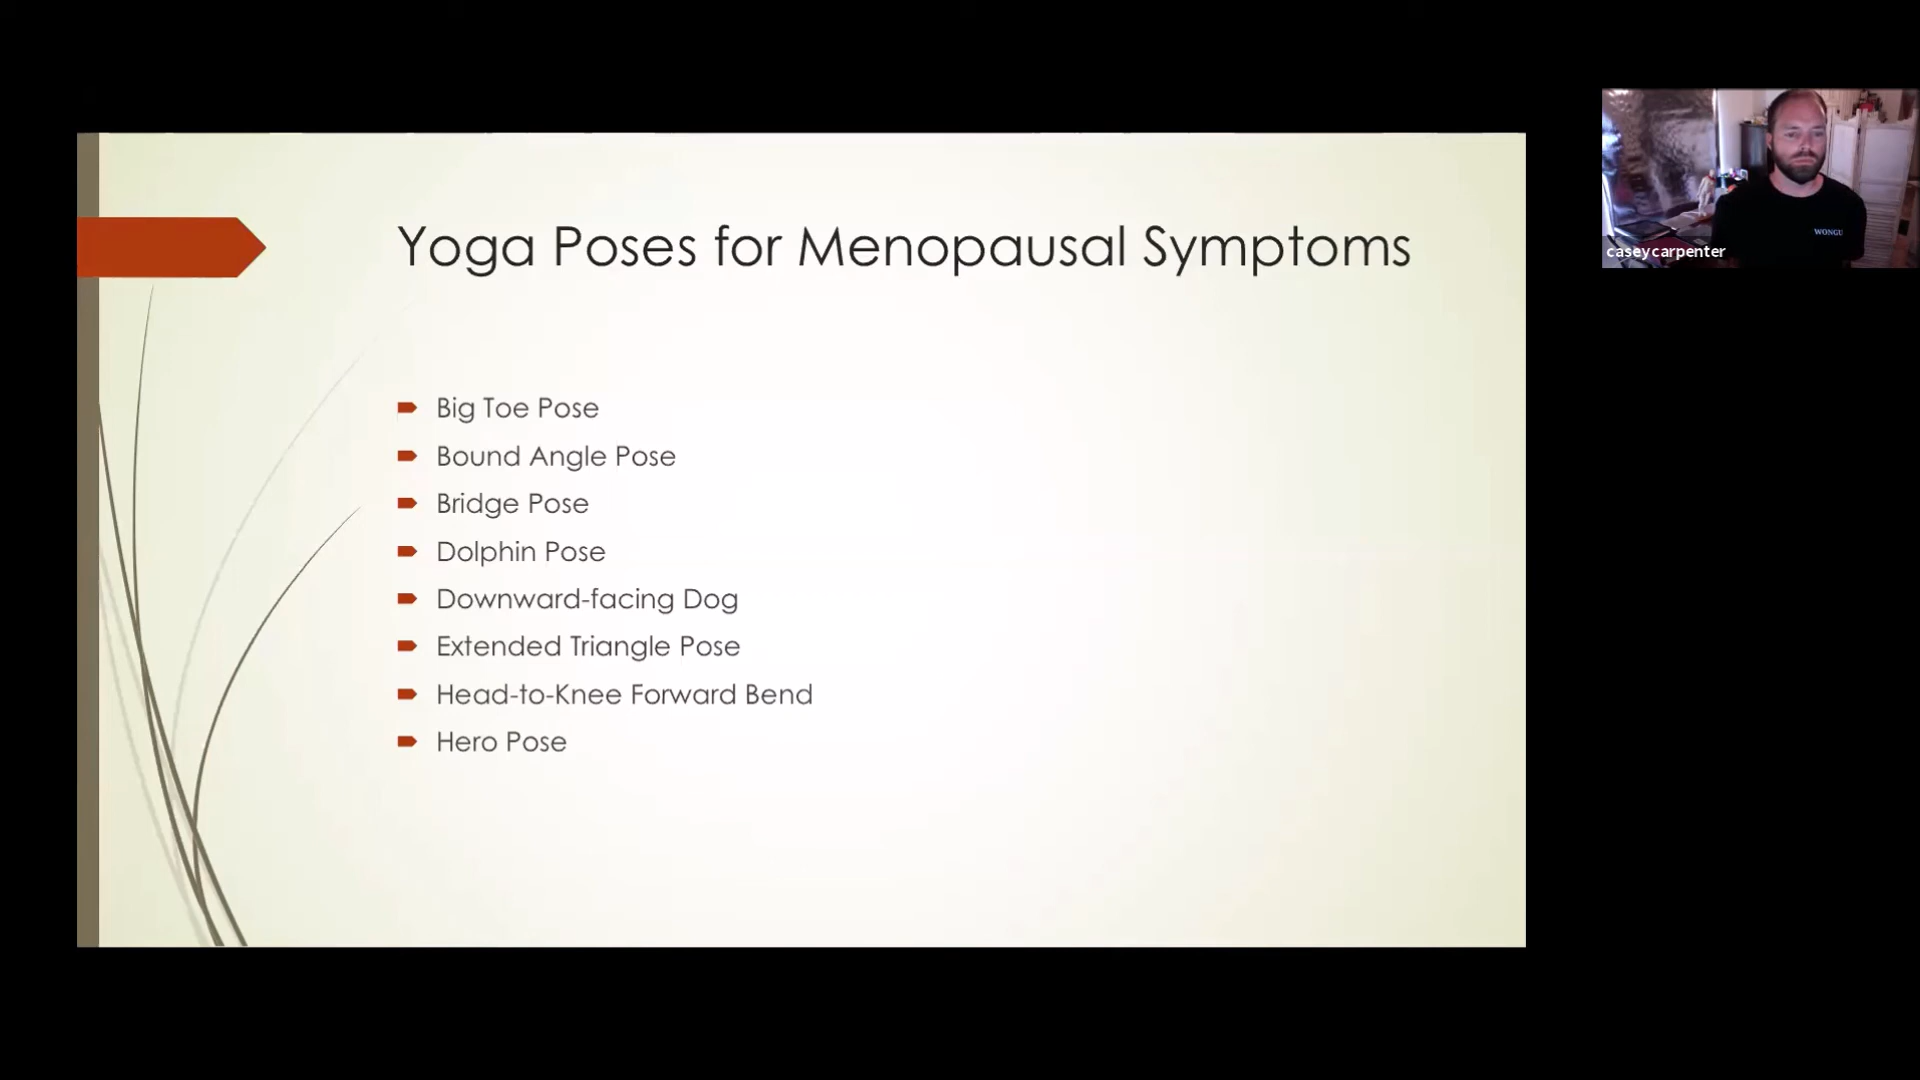 Yoga Poses for Menopausal Symptoms
Big Toe Pose
Bound Angle Pose
Bridge Pose
Dolphin Pose
Downward-facing Dog
Extended Triangle Pose
Head-to-Knee Forward Bend
Hero Pose
WONGU
caseycarpenter